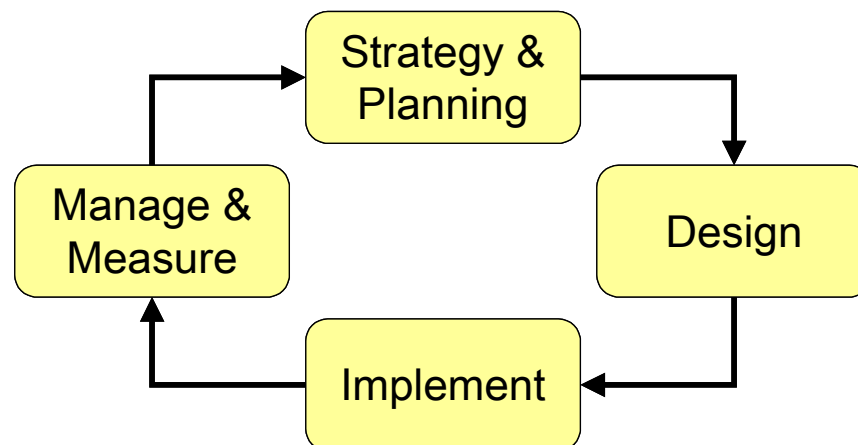 Strategy &
Planning
Manage &
Measure
Design
Implement